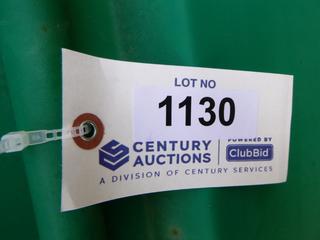 LOT NO
1130
CENTURY AUCTIONS
POWERED BY
ClubBid
A DIVISION OF CENTURY SERVICES